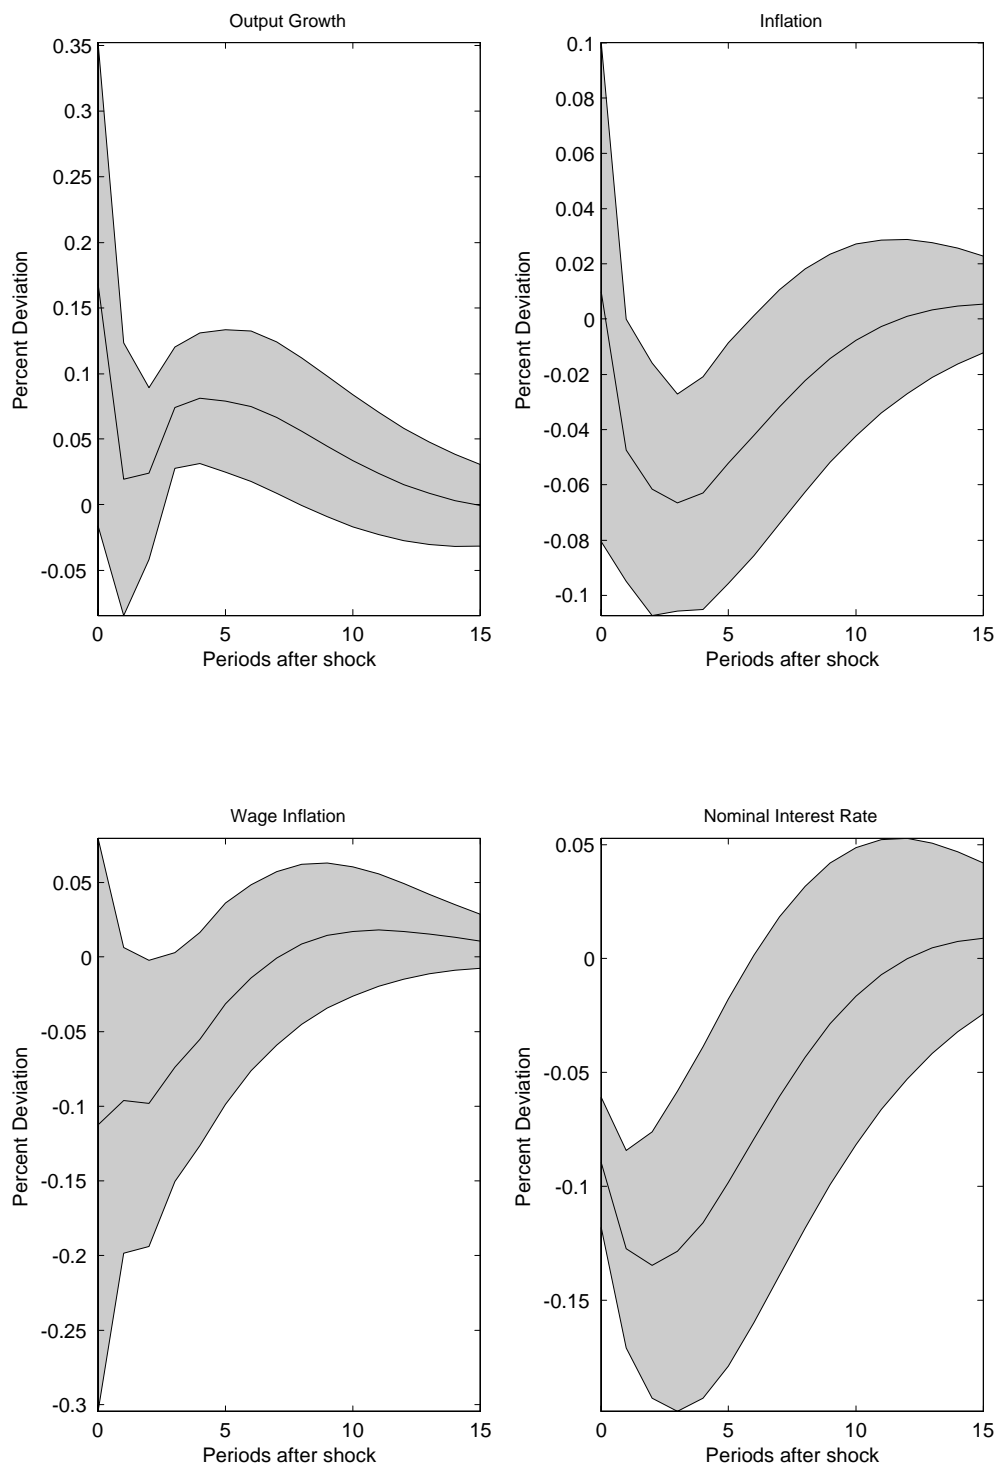 Output Growth
0.35
0.3
0.25
0.2
0.15
0.1
0.05
0
-0.05
Percent Deviation
0 5 10 15
Periods after shock
Inflation
0.1
0.08
0.06
0.04
0.02
0
-0.02
-0.04
-0.06
-0.08
-0.1
Percent Deviation
0 5 10 15
Periods after shock
Wage Inflation
0.05
0
-0.05
-0.1
-0.15
-0.2
-0.25
-0.3
Percent Deviation
0 5 10 15
Periods after shock
Nominal Interest Rate
0.05
0
-0.05
-0.1
-0.15
Percent Deviation
0 5 10 15
Periods after shock